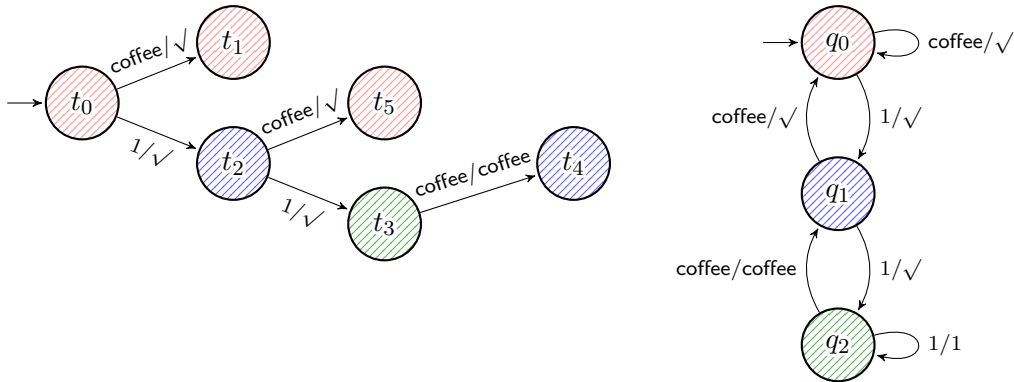 coffee/√
t₁
t₀
1/√
coffee/√
t₅
t₂
1/√
coffee/coffee
t₄
t₃
q₀
coffee/√
coffee/√
1/√
q₁
coffee/coffee
1/√
q₂
1/1